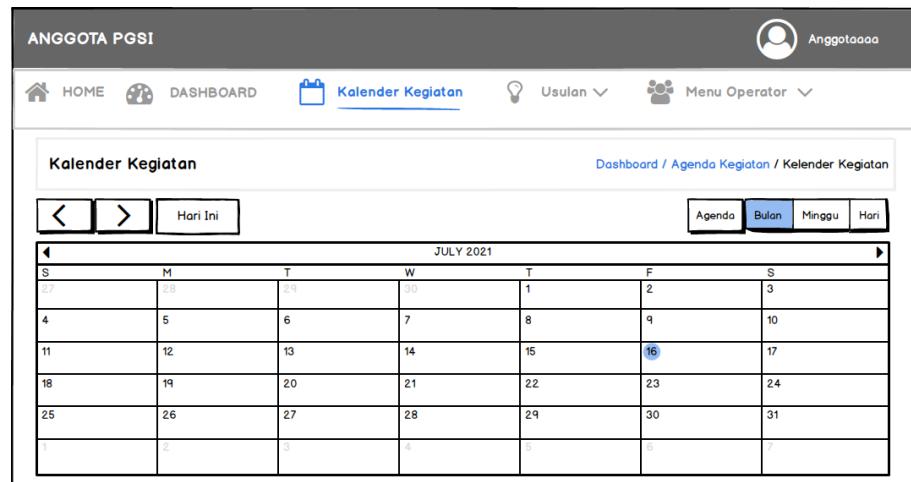 ANGGOTA PGSI Anggotaaaa
HOME DASHBOARD Kalender Kegiatan Usulan Menu Operator
Kalender Kegiatan Dashboard / Agenda Kegiatan / Kelender Kegiatan
Hari Ini Agenda Bulan Minggu Hari
JULY 2021
S M T W T F S
27 28 29 30 1 2 3
4 5 6 7 8 9 10
11 12 13 14 15 16 17
18 19 20 21 22 23 24
25 26 27 28 29 30 31
1 2 3 4 5 6 7